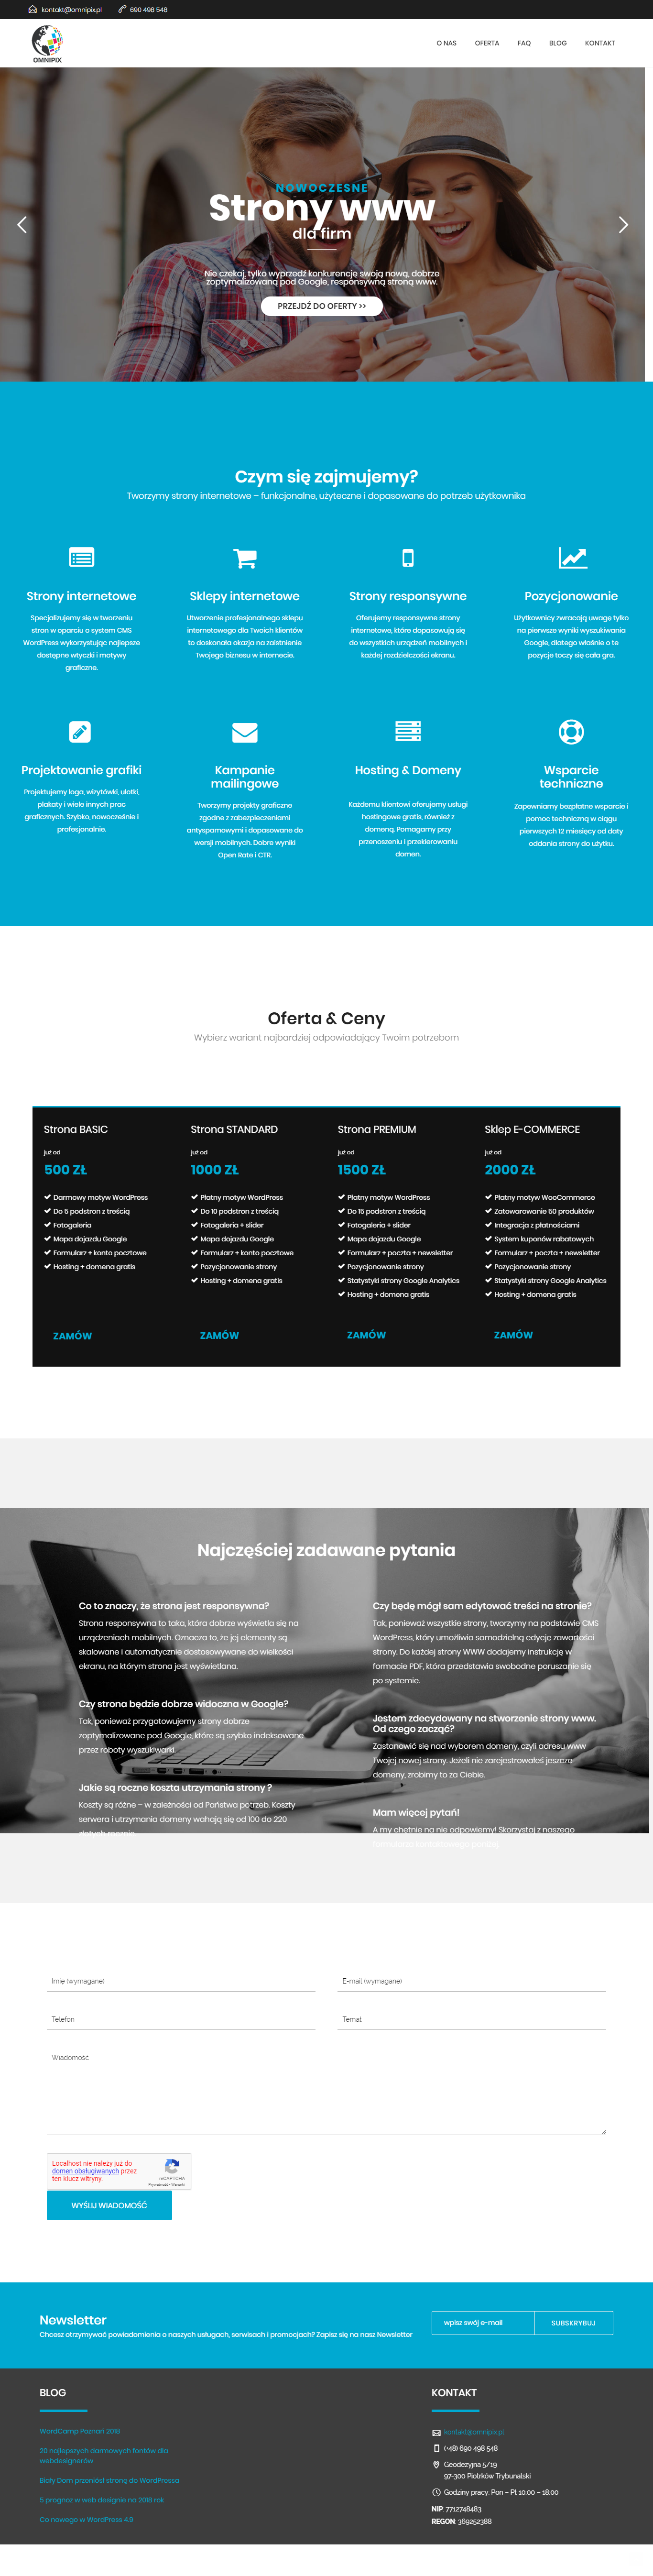 kontakt@omnipix.pl 690 498 548
OMNIPIX
O NAS OFERTA FAQ BLOG KONTAKT
NOWOCZESNE
Strony www
dla firm
Nie czekaj, tylko wyprzedź konkurencję swoją nową, dobrze
zoptymalizowaną pod Google, responsywną stroną www.
PRZEJDŹ DO OFERTY >>
Czym się zajmujemy?
Tworzymy strony internetowe – funkcjonalne, użyteczne i dopasowane do potrzeb użytkownika
Strony internetowe
Specjalizujemy się w tworzeniu
stron w oparciu o system CMS
WordPress wykorzystując najlepsze
dostępne wtyczki i motywy
graficzne.
Sklepy internetowe
Utworzenie profesjonalnego sklepu
internetowego dla Twoich klientów
to doskonała okazja na zaistnienie
Twojego biznesu w internecie.
Strony responsywne
Oferujemy responsywne strony
internetowe, które dopasowują się
do wszystkich urządzeń mobilnych i
każdej rozdzielczości ekranu.
Pozycjonowanie
Użytkownicy zwracają uwagę tylko
na pierwsze wyniki wyszukiwania
Google, dlatego właśnie o te
pozycje toczy się cała gra.
Projektowanie grafiki
Projektujemy loga, wizytówki, ulotki,
plakaty i wiele innych prac
graficznych. Szybko, nowocześnie i
profesjonalnie.
Kampanie
mailingowe
Tworzymy projekty graficzne
zgodne z zabezpieczeniami
antyspamowymi i dopasowane do
wersji mobilnych. Dobre wyniki
Open Rate i CTR.
Hosting & Domeny
Każdemu klientowi oferujemy usługi
hostingowe gratis, również z
domeną. Pomagamy przy
przenoszeniu i przekierowaniu
domen.
Wsparcie
techniczne
Zapewniamy bezpłatne wsparcie i
pomoc techniczną w ciągu
pierwszych 12 miesięcy od daty
oddania strony do użytku.
Oferta & Ceny
Wybierz wariant najbardziej odpowiadający Twoim potrzebom
Strona BASIC
już od
500 ZŁ
Darmowy motyw WordPress
Do 5 podstron z treścią
Fotogaleria
Mapa dojazdu Google
Formularz + konto pocztowe
Hosting + domena gratis
ZAMÓW
Strona STANDARD
już od
1000 ZŁ
Płatny motyw WordPress
Do 10 podstron z treścią
Fotogaleria + slider
Mapa dojazdu Google
Formularz + konto pocztowe
Pozycjonowanie strony
Hosting + domena gratis
ZAMÓW
Strona PREMIUM
już od
1500 ZŁ
Płatny motyw WordPress
Do 15 podstron z treścią
Fotogaleria + slider
Mapa dojazdu Google
Formularz + poczta + newsletter
Pozycjonowanie strony
Statystyki strony Google Analytics
Hosting + domena gratis
ZAMÓW
Sklep E-COMMERCE
już od
2000 ZŁ
Płatny motyw WooCommerce
Zatowarowanie 50 produktów
Integracja z płatnościami
System kuponów rabatowych
Formularz + poczta + newsletter
Pozycjonowanie strony
Statystyki strony Google Analytics
Hosting + domena gratis
ZAMÓW
Najczęściej zadawane pytania
Co to znaczy, że strona jest responsywna?
Strona responsywna to taka, która dobrze wyświetla się na
urządzeniach mobilnych. Oznacza to, że jej elementy są
skalowane i automatycznie dostosowywane do wielkości
ekranu, na którym strona jest wyświetlana.
Czy strona będzie dobrze widoczna w Google?
Tak, ponieważ przygotowujemy strony dobrze
zoptymalizowane pod Google, które są szybko indeksowane
przez roboty wyszukiwarki.
Jakie są roczne koszta utrzymania strony ?
Koszty są różne – w zależności od Państwa potrzeb. Koszty
serwera i utrzymania domeny wahają się od 100 do 220
złotych rocznie.
Czy będę mógł sam edytować treści na stronie?
Tak, ponieważ wszystkie strony, tworzymy na podstawie CMS
WordPress, który umożliwia samodzielną edycję zawartości
strony. Do każdej strony WWW dodajemy instrukcję w
formacie PDF, która przedstawia swobodne poruszanie się
po systemie.
Jestem zdecydowany na stworzenie strony www.
Od czego zacząć?
Zastanowić się nad wyborem domeny, czyli adresu www
Twojej nowej strony. Jeżeli nie zarejestrowałeś jeszcze
domeny, zrobimy to za Ciebie.
Mam więcej pytań!
A my chętnie na nie odpowiemy! Skorzystaj z naszego
Imię (wymagane)
E-mail (wymagane)
Telefon
Temat
Wiadomość
Localhost nie należy już do
domen obsługiwanych przez
ten klucz witryny.
reCAPTCHA
Prywatność - Warunki
WYŚLIJ WIADOMOŚĆ
Newsletter
Chcesz otrzymywać powiadomienia o naszych usługach, serwisach i promocjach? Zapisz się na nasz Newsletter
wpisz swój e-mail SUBSKRYBUJ
BLOG
WordCamp Poznań 2018
20 najlepszych darmowych fontów dla
webdesignerów
Biały Dom przeniósł stronę do WordPressa
5 prognoz w web designie na 2018 rok
Co nowego w WordPress 4.9
KONTAKT
kontakt@omnipix.pl
(+48) 690 498 548
Geodezyjna 5/19
97-300 Piotrków Trybunalski
Godziny pracy: Pon – Pt 10:00 – 18:00
NIP: 7712748483
REGON: 369252388